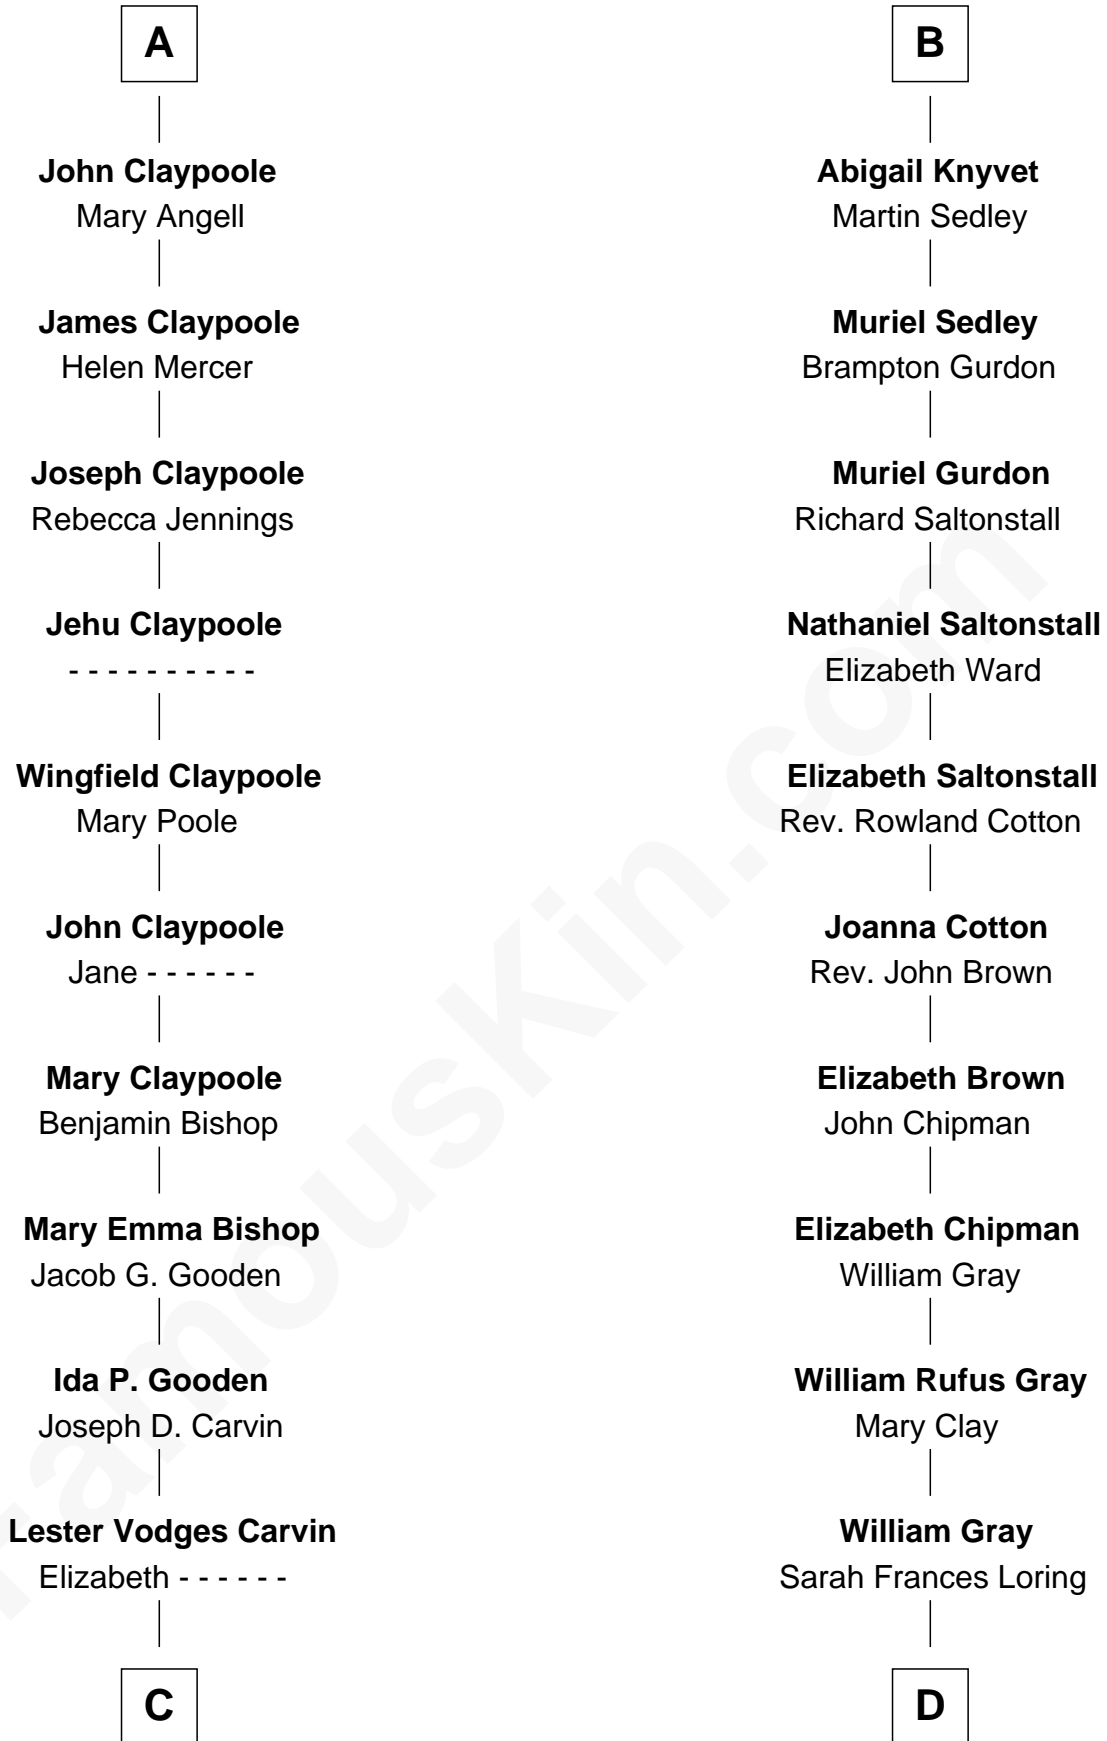 A
John Claypoole
Mary Angell
James Claypoole
Helen Mercer
Joseph Claypoole
Rebecca Jennings
Jehu Claypoole
- - - - - - - - - -
Wingfield Claypoole
Mary Poole
John Claypoole
Jane - - - - - -
Mary Claypoole
Benjamin Bishop
Mary Emma Bishop
Jacob G. Gooden
Ida P. Gooden
Joseph D. Carvin
Lester Vodges Carvin
Elizabeth - - - - - -
C
B
Abigail Knyvet
Martin Sedley
Muriel Sedley
Brampton Gurdon
Muriel Gurdon
Richard Saltonstall
Nathaniel Saltonstall
Elizabeth Ward
Elizabeth Saltonstall
Rev. Rowland Cotton
Joanna Cotton
Rev. John Brown
Elizabeth Brown
John Chipman
Elizabeth Chipman
William Gray
William Rufus Gray
Mary Clay
William Gray
Sarah Frances Loring
D
FamousKin.com